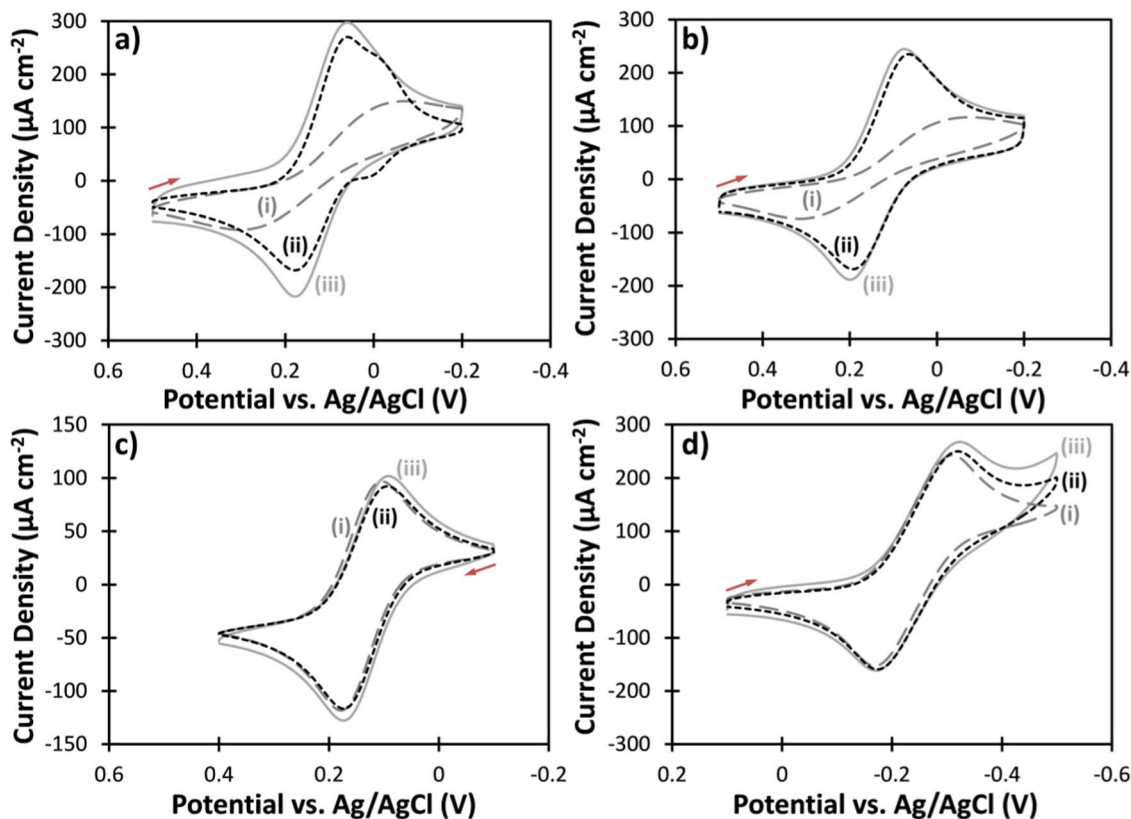 a)
Current Density (µA cm⁻²)
300
200
100
0
-100
-200
-300
(i)
(ii)
(iii)
0.6
0.4
0.2
0
-0.2
-0.4
Potential vs. Ag/AgCl (V)
b)
Current Density (µA cm⁻²)
300
200
100
0
-100
-200
-300
(i)
(ii)
(iii)
0.6
0.4
0.2
0
-0.2
-0.4
Potential vs. Ag/AgCl (V)
c)
Current Density (µA cm⁻²)
150
100
50
0
-50
-100
-150
(iii)
(i)
(ii)
0.6
0.4
0.2
0
-0.2
Potential vs. Ag/AgCl (V)
d)
Current Density (µA cm⁻²)
300
200
100
0
-100
-200
-300
(iii)
(ii)
(i)
0.2
0
-0.2
-0.4
-0.6
Potential vs. Ag/AgCl (V)